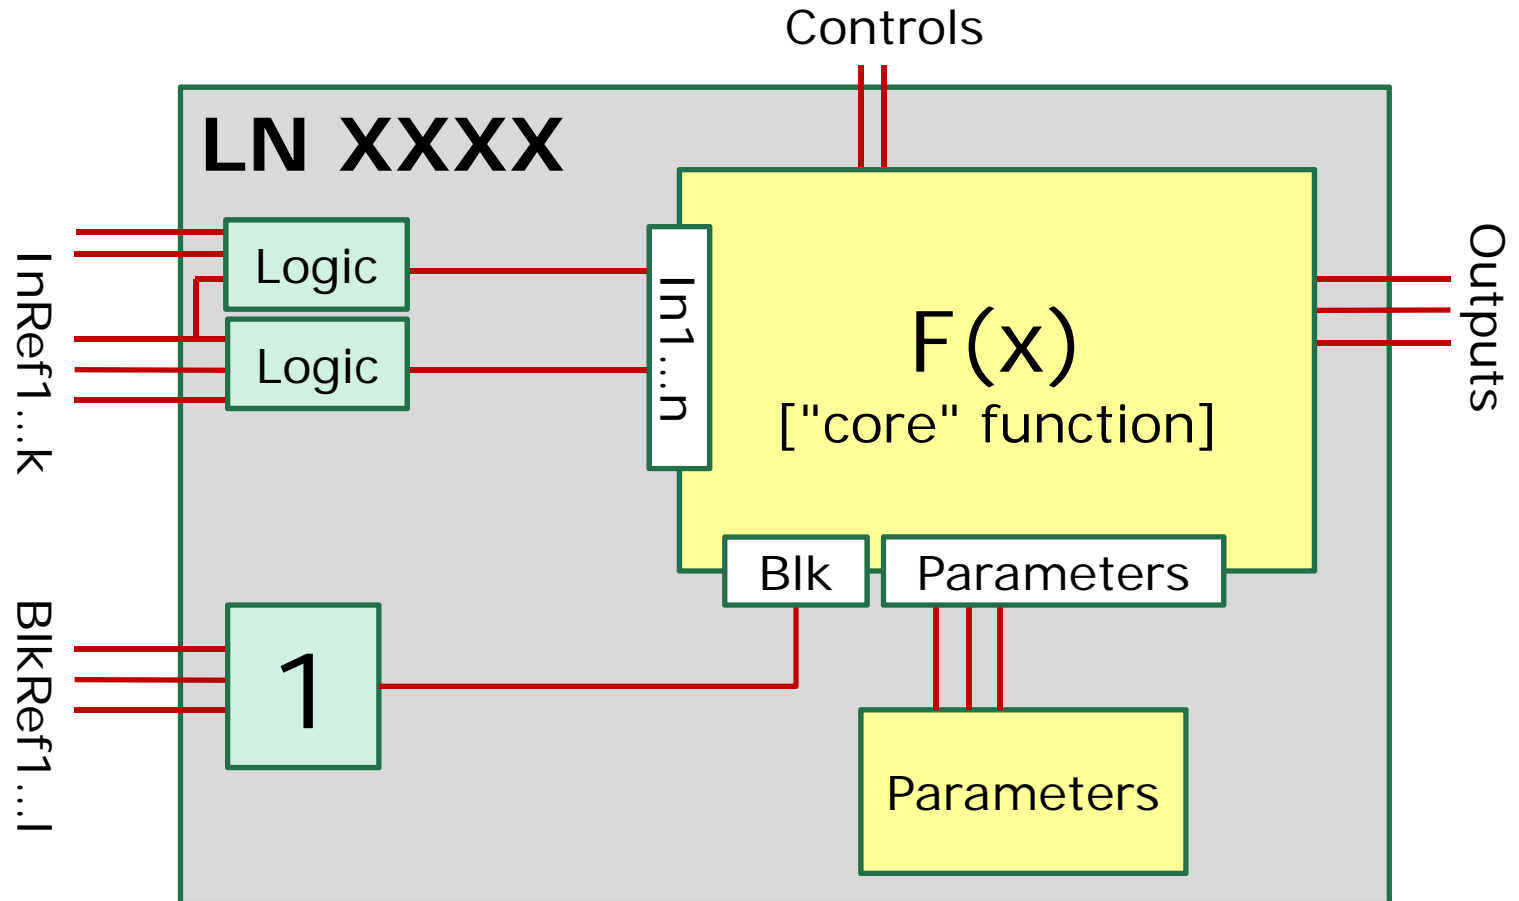 Controls
LN XXXX
Logic
Logic
InRef1...k
In1...n
F(x)
["core" function]
Outputs
Blk
Parameters
BlkRef1...l
1
Parameters